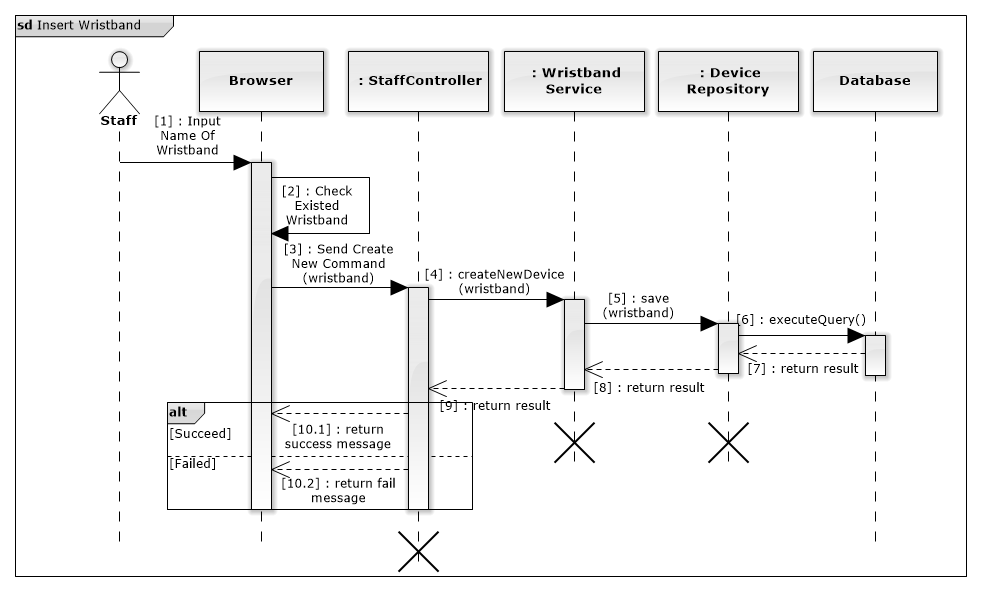 sd Insert Wristband
Browser
: StaffController
: Wristband
Service
: Device
Repository
Database
Staff
[1] : Input
Name Of
Wristband
[2] : Check
Existed
Wristband
[3] : Send Create
New Command
(wristband)
[4] : createNewDevice
(wristband)
[5] : save
(wristband)
[6] : executeQuery()
[7] : return result
[8] : return result
[9] : return result
alt
[Succeed]
[10.1] : return
success message
[Failed]
[10.2] : return fail
message